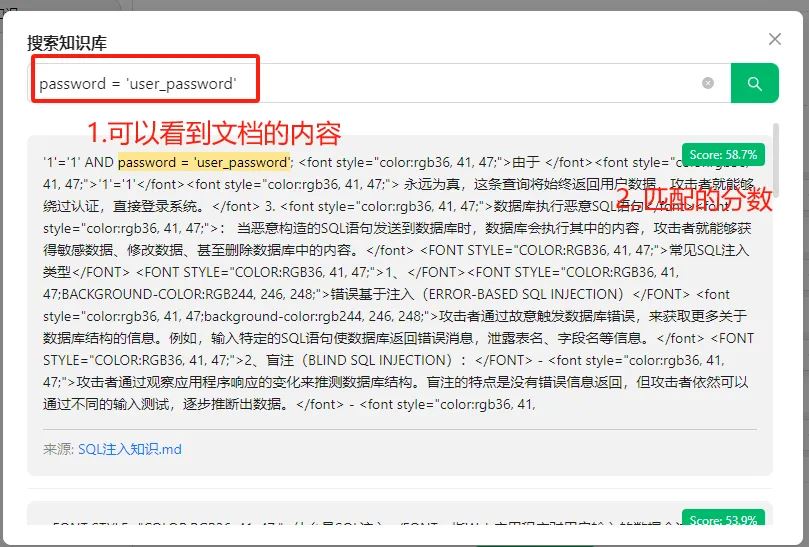 搜索知识库
password = 'user_password'
1.可以看到文档的内容
Score: 58.7%
'1'='1' AND password = 'user_password'; <font style="color:rgb36, 41, 47;">由于 </font><font style="color:rgb36,
41, 47;">'1'='1'</font><font style="color:rgb36, 41, 47;"> 永远为真，这条查询将始终返回用户数据，攻击者就能够
2. 匹配的分数
绕过认证，直接登录系统。</font> 3. <font style="color:rgb36, 41, 47;">数据库执行恶意SQL语句</font><font
style="color:rgb36, 41, 47;">： 当恶意构造的SQL语句发送到数据库时，数据库会执行其中的内容，攻击者就能够获
得敏感数据、修改数据、甚至删除数据库中的内容。</font> <FONT STYLE="COLOR:RGB36, 41, 47;">常见SQL注入
类型</FONT> <FONT STYLE="COLOR:RGB36, 41, 47;">1、 </FONT><FONT STYLE="COLOR:RGB36, 41,
47;BACKGROUND-COLOR:RGB244, 246, 248;">错误基于注入（ERROR-BASED SQL INJECTION）</FONT> <font
style="color:rgb36, 41, 47;background-color:rgb244, 246, 248;">攻击者通过故意触发数据库错误，来获取更多关于
数据库结构的信息。例如，输入特定的SQL语句使数据库返回错误消息，泄露表名、字段名等信息。</font> <FONT
STYLE="COLOR:RGB36, 41, 47;">2、盲注（BLIND SQL INJECTION）：</FONT> - <font style="color:rgb36, 41,
47;">攻击者通过观察应用程序响应的变化来推测数据库结构。盲注的特点是没有错误信息返回，但攻击者依然可以
通过不同的输入测试，逐步推断出数据。</font> - <font style="color:rgb36, 41,
来源: SQL注入知识.md
Score: 53.9%